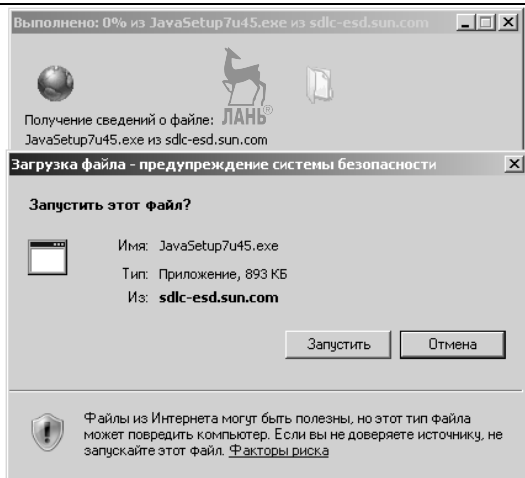 Выполнено: 0% из JavaSetup7u45.exe из sdlc-esd.sun.com
ЛАНЬ®
Получение сведений о файле:
JavaSetup7u45.exe из sdlc-esd.sun.com
Загрузка файла - предупреждение системы безопасности
Запустить этот файл?
Имя: JavaSetup7u45.exe
Тип: Приложение, 893 КБ
Из: sdlc-esd.sun.com
Запустить Отмена
Файлы из Интернета могут быть полезны, но этот тип файла
может повредить компьютер. Если вы не доверяете источнику, не
запускайте этот файл. Факторы риска